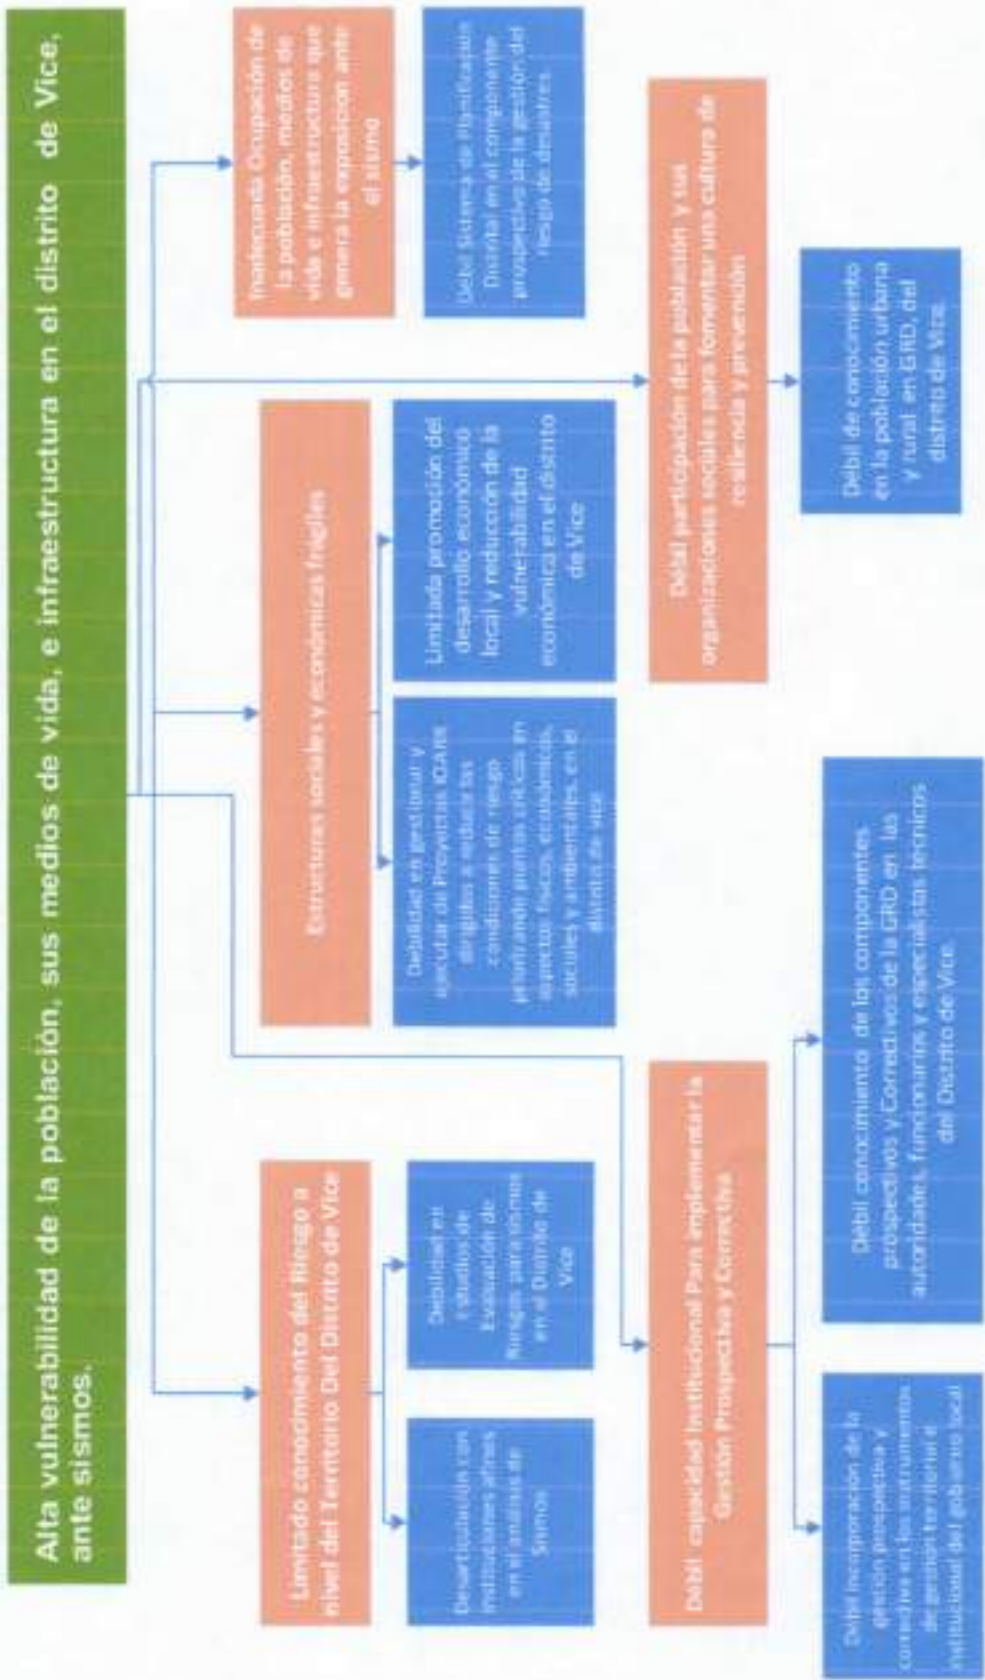 Alta vulnerabilidad de la población, sus medios de vida, e infraestructura en el distrito de Vice,
ante sismos.
Limitado conocimiento del Riesgo a
nivel del Territorio Del Distrito de Vice
Desarticulación con
instituciones afines
en el análisis de
Sismos
Debilidad en
Estudios de
Evaluación de
Riesgos para sismos
en el Distrito de
Vice
Estructuras sociales y económicas frágiles
Debilidad en gestional y
ejecutar de Proyectos IOARR
dirigidos a reducir las
condiciones de riesgo
priorizando puntos críticos en
aspectos físicos, económicos,
sociales y ambientales, en el
distrito de vice
Limitada promoción del
desarrollo económico
local y reducción de la
vulnerabilidad
económica en el distrito
de Vice
Inadecuada Ocupación de
la población, medios de
vida e infraestructura que
genera la exposición ante
el sismo
Débil Sistema de Planificación
Distrital en el componente
prospectivo de la gestión del
riesgo de desastres
Débil capacidad Institucional Para implementar la
Gestión Prospectiva y Correctiva
Débil incorporación de la
gestión prospectiva y
correctiva en los instrumentos
de gestión territorial e
institucional del gobierno local
Débil conocimiento de los componentes
prospectivos y Correctivos de la GRD en las
autoridades, funcionarios y especialistas técnicos
del Distrito de Vice.
Débil participación de la población y sus
organizaciones sociales para fomentar una cultura de
resiliencia y prevención
Débil de conocimiento
en la población urbana
y rural en GRD, del
distrito de Vice.